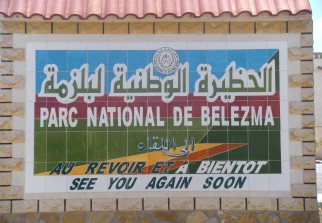 الحظيرة الوطنية لبلزمة
PARC NATIONAL DE BELEZMA
إلى اللقاء
AU REVOIR ET A BIENTOT
SEE YOU AGAIN SOON